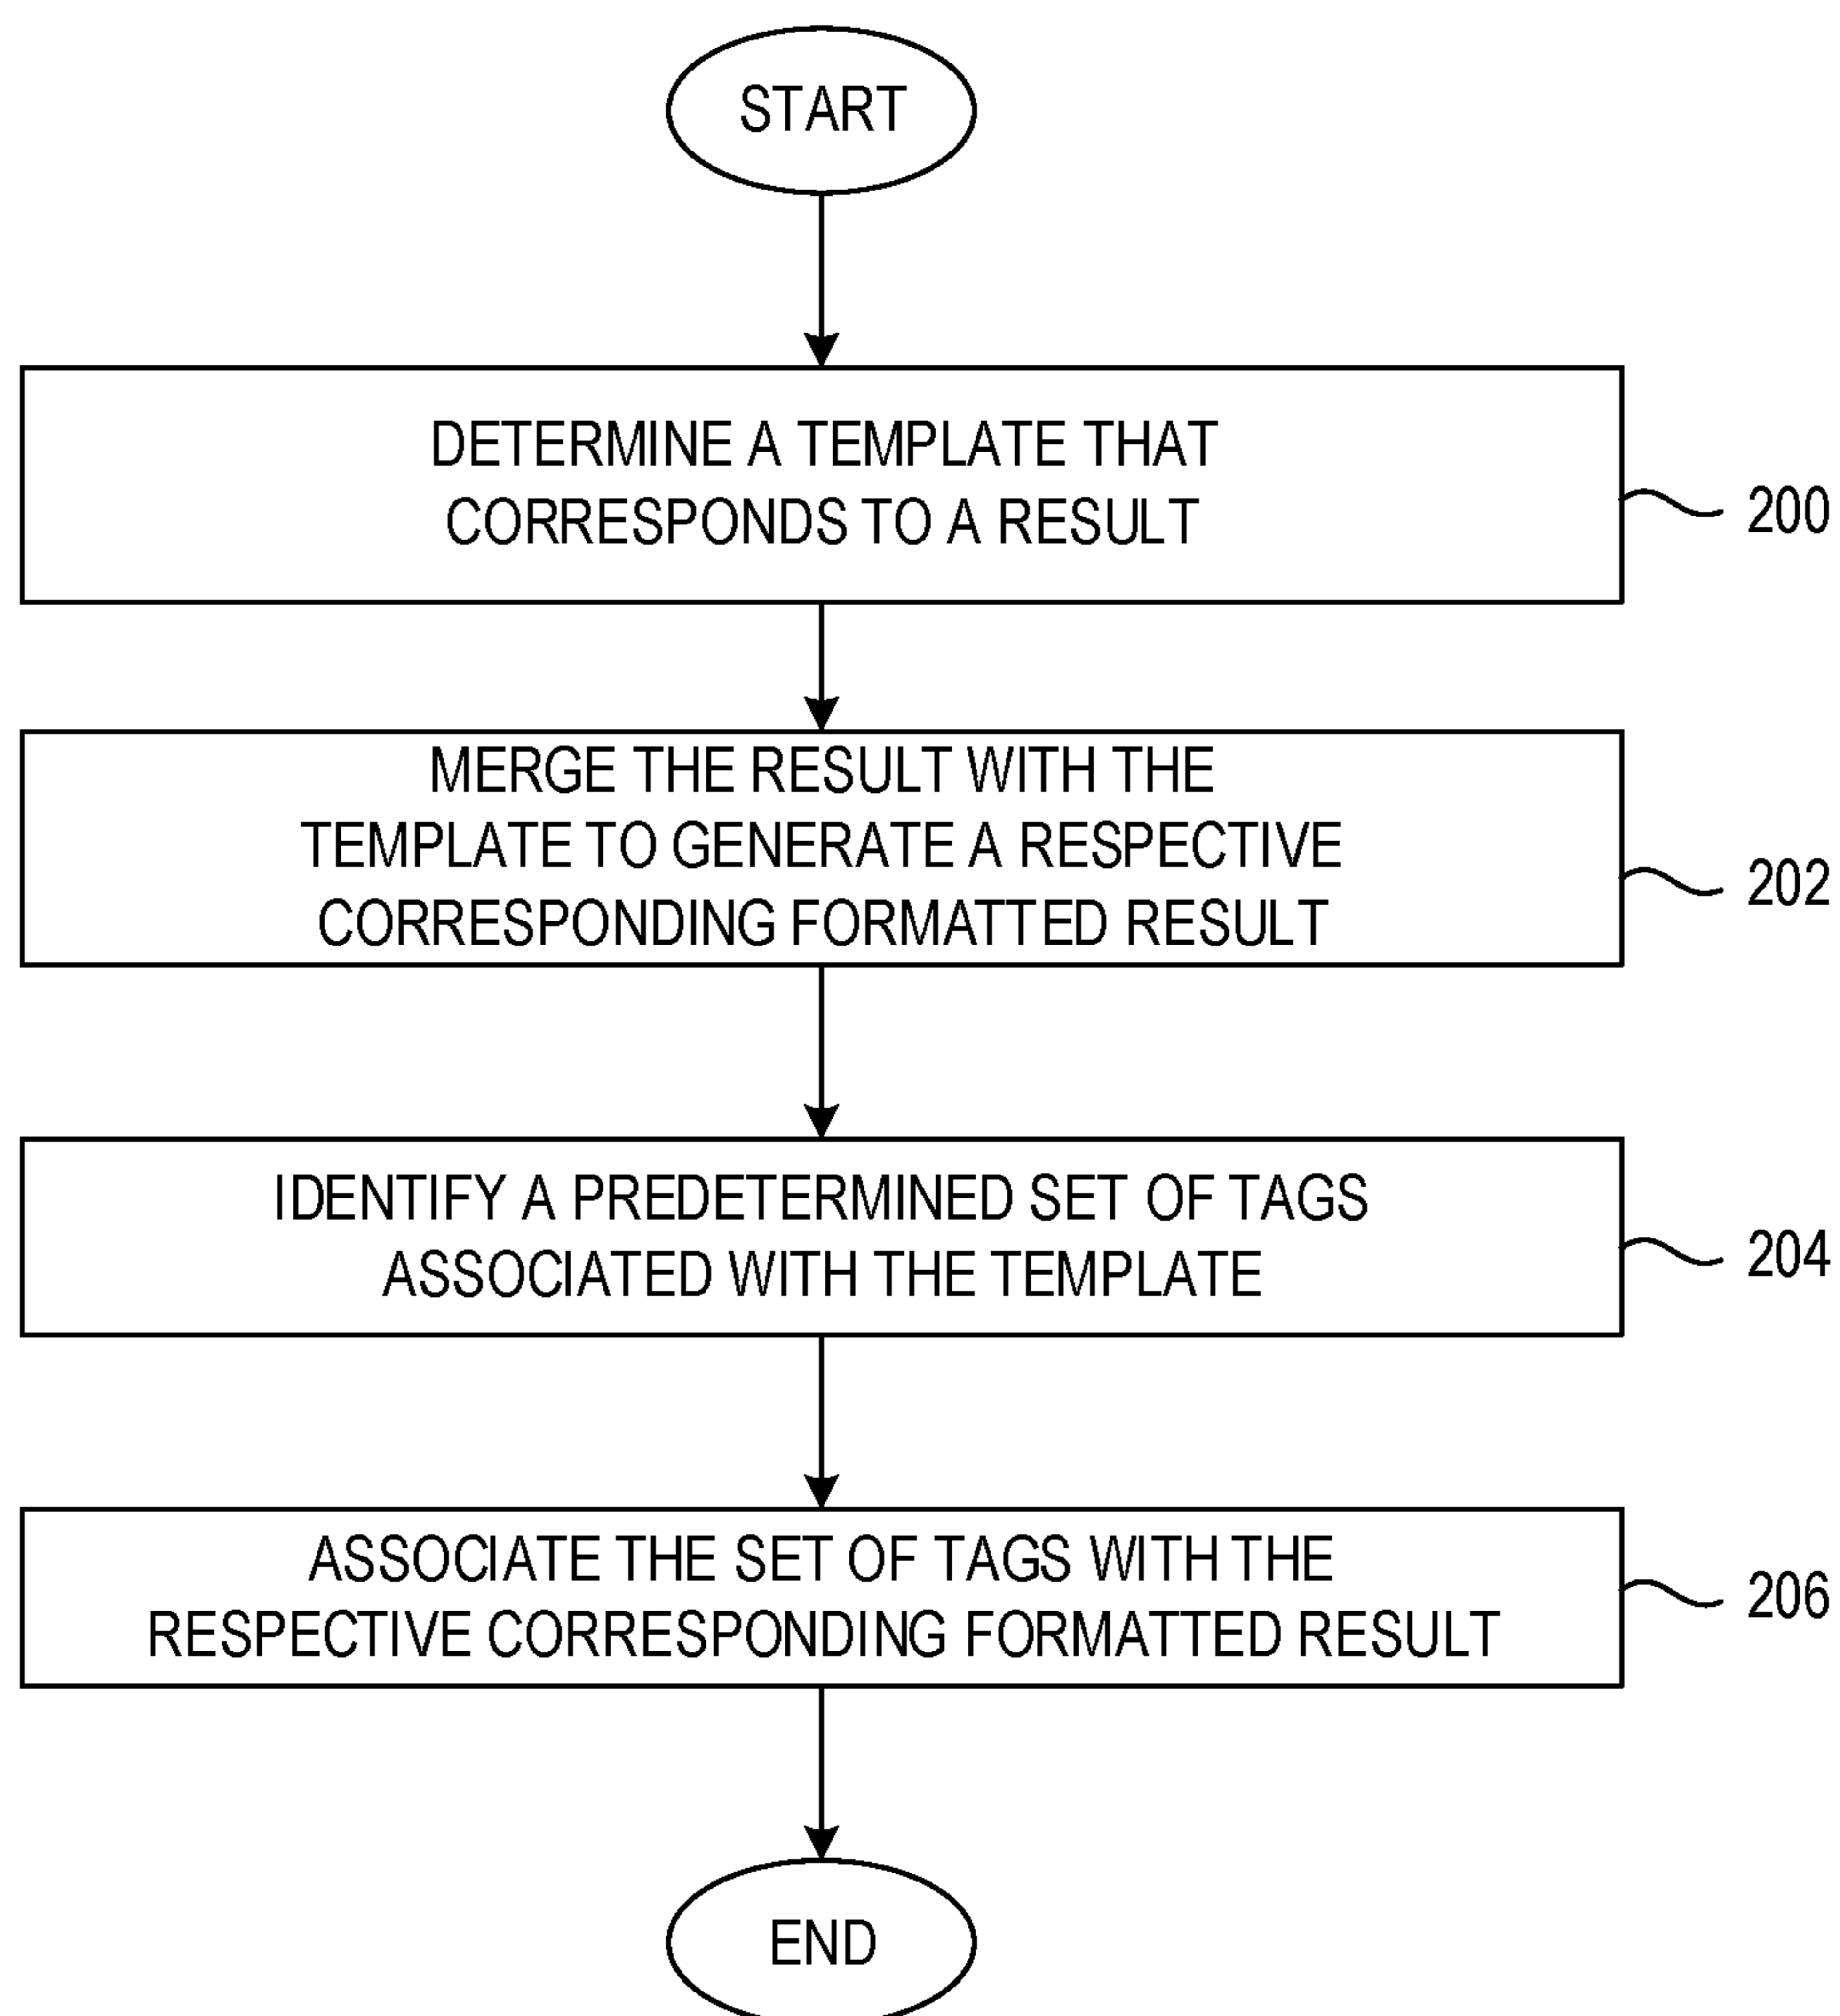 START
DETERMINE A TEMPLATE THAT
CORRESPONDS TO A RESULT
200
MERGE THE RESULT WITH THE
TEMPLATE TO GENERATE A RESPECTIVE
CORRESPONDING FORMATTED RESULT
202
IDENTIFY A PREDETERMINED SET OF TAGS
ASSOCIATED WITH THE TEMPLATE
204
ASSOCIATE THE SET OF TAGS WITH THE
RESPECTIVE CORRESPONDING FORMATTED RESULT
206
END